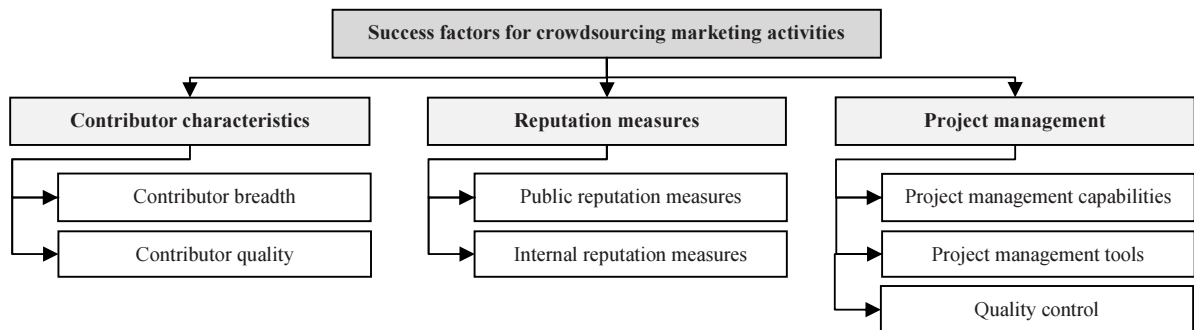 Success factors for crowdsourcing marketing activities
Contributor characteristics
Reputation measures
Project management
Contributor breadth
Public reputation measures
Project management capabilities
Contributor quality
Internal reputation measures
Project management tools
Quality control